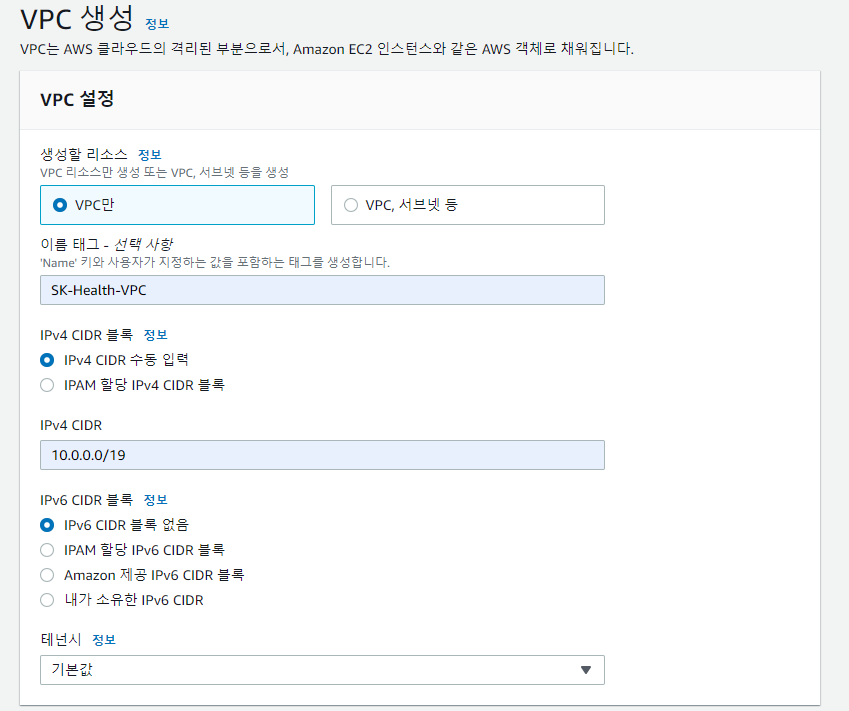 VPC 생성 정보
VPC는 AWS 클라우드의 격리된 부분으로서, Amazon EC2 인스턴스와 같은 AWS 객체로 채워집니다.
VPC 설정
생성할 리소스 정보
VPC 리소스만 생성 또는 VPC, 서브넷 등을 생성
VPC만 VPC, 서브넷 등
이름 태그 - 선택 사항
'Name' 키와 사용자가 지정하는 값을 포함하는 태그를 생성합니다.
SK-Health-VPC
IPv4 CIDR 블록 정보
IPv4 CIDR 수동 입력
IPAM 할당 IPv4 CIDR 블록
IPv4 CIDR
10.0.0.0/19
IPv6 CIDR 블록 정보
IPv6 CIDR 블록 없음
IPAM 할당 IPv6 CIDR 블록
Amazon 제공 IPv6 CIDR 블록
내가 소유한 IPv6 CIDR
테넌시 정보
기본값